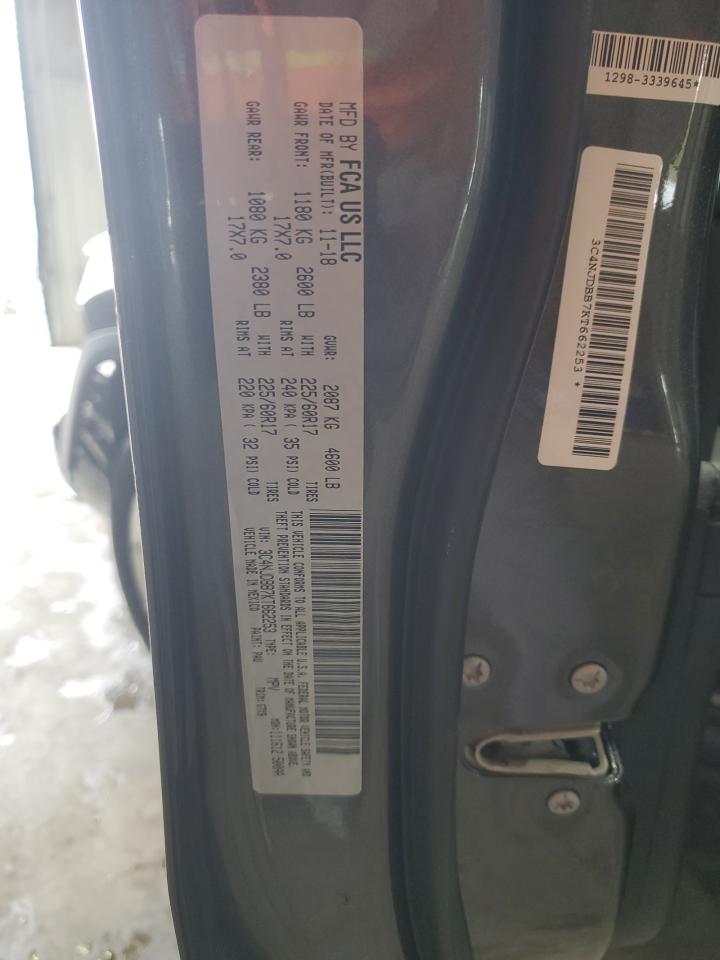 MFD BY FCA US LLC
DATE OF MFR(BUILT): 11-18 GVWR: 2087 KG 4600 LB
GAWR FRONT: 1180 KG 2600 LB WITH 225/60R17 TIRES
17X7.0 RIMS AT 240 KPA ( 35 PSI) COLD
GAWR REAR: 1080 KG 2380 LB WITH 225/60R17 TIRES
17X7.0 RIMS AT 220 KPA ( 32 PSI) COLD
THIS VEHICLE CONFORMS TO ALL APPLICABLE U.S.A. FEDERAL MOTOR VEHICLE SAFETY AND
THEFT PREVENTION STANDARDS IN EFFECT ON THE DATE OF MANUFACTURE SHOWN ABOVE.
VIN: 3C4NJDBB7KT662253 TYPE: MPV MDH:
VEHICLE MADE IN MEXICO PAINT: PAU TRIM:
1298-3339645*
3C4NJDBB7KT662253 *